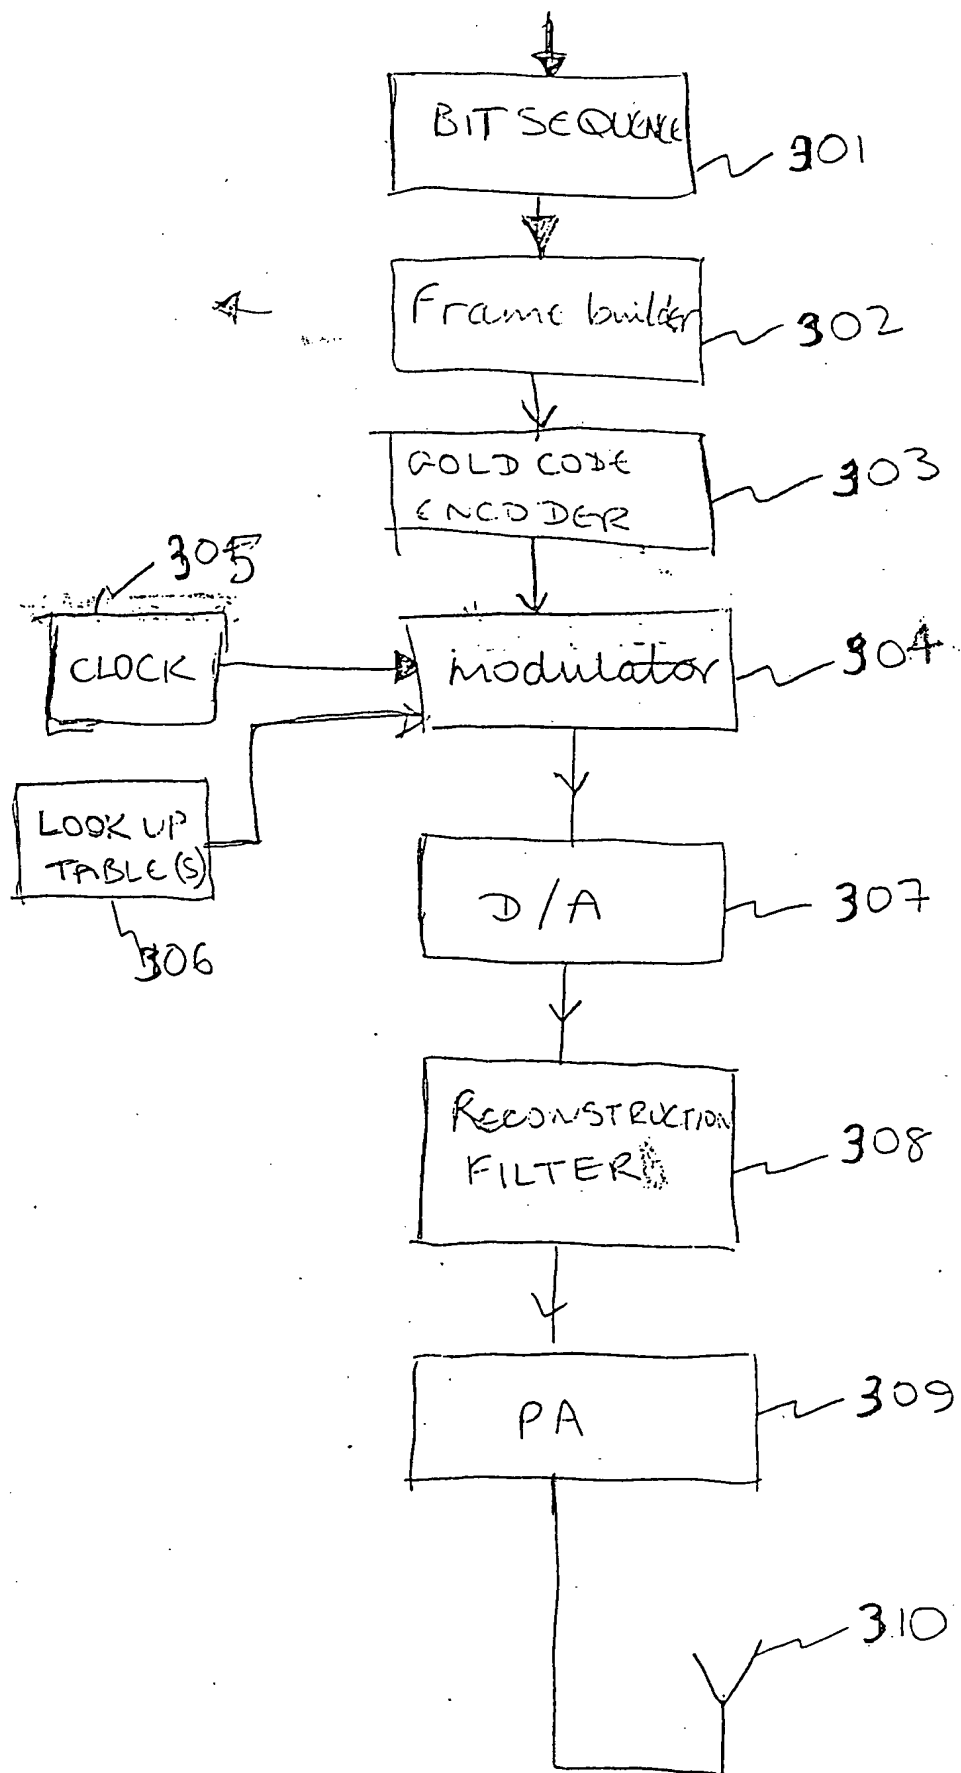 BIT SEQUENCE
301
Frame builder
302
GOLD CODE
ENCODER
303
305
CLOCK
modulator
304
LOOK UP
TABLE(S)
306
D/A
307
RECONSTRUCTION
FILTER
308
PA
309
310